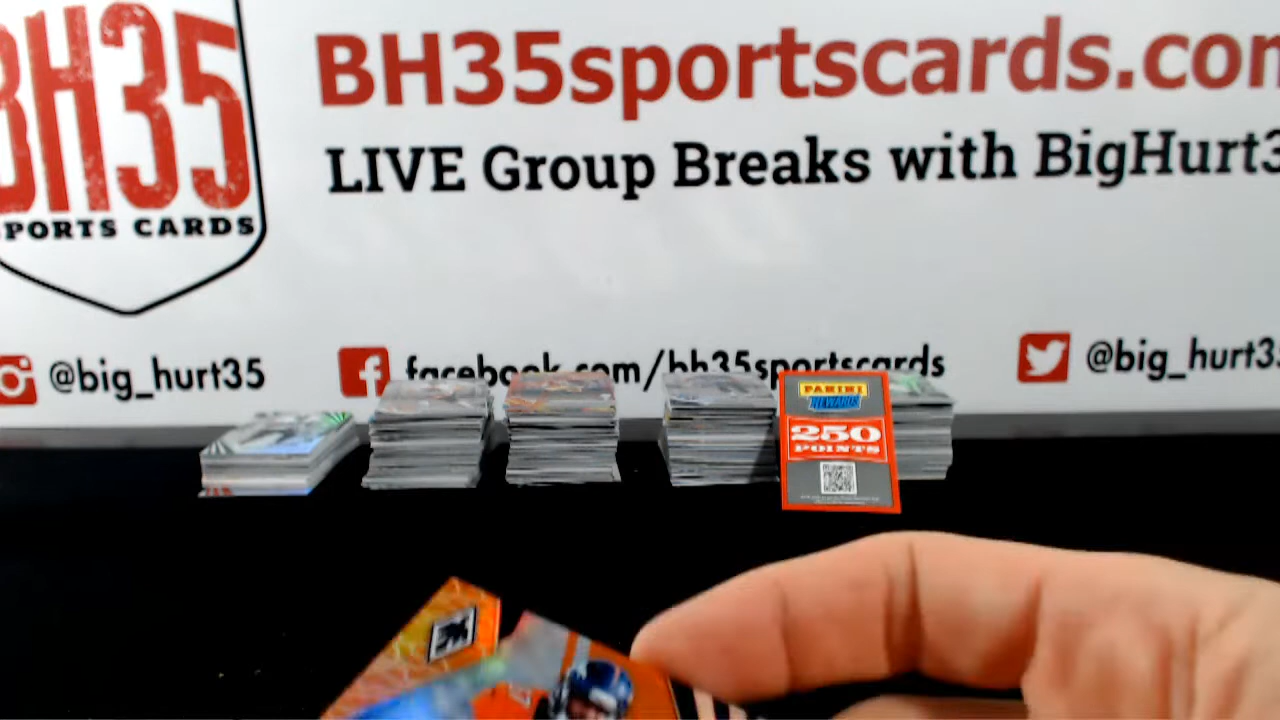 BH35
SPORTS CARDS
BH35sportscards.com
LIVE Group Breaks with BigHurt3
@big_hurt35
facebook.com/bh35sportscards
@big_hurt3
PANINI
REWARDS
250
POINTS